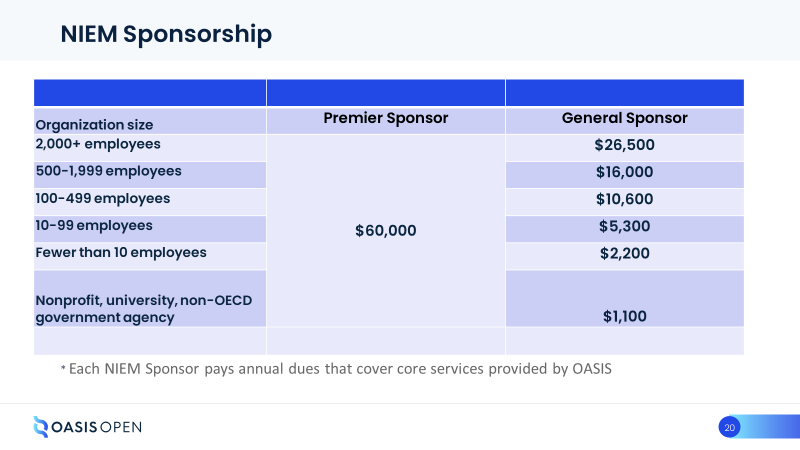 NIEM Sponsorship
Organization size
Premier Sponsor
General Sponsor
2,000+ employees
$26,500
500-1,999 employees
$16,000
100-499 employees
$10,600
10-99 employees
$5,300
$60,000
Fewer than 10 employees
$2,200
Nonprofit, university, non-OECD
government agency
$1,100
* Each NIEM Sponsor pays annual dues that cover core services provided by OASIS
OASIS OPEN
20